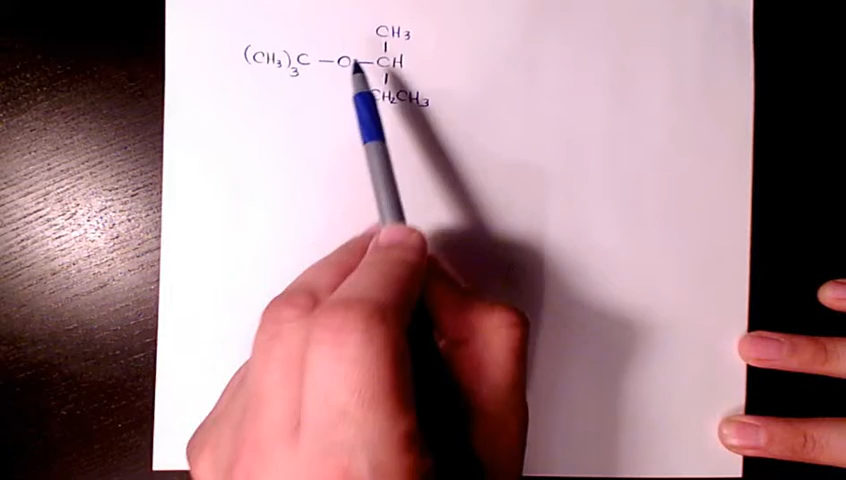 CH₃
(CH₃)₃C — O — CH
CH₂CH₃